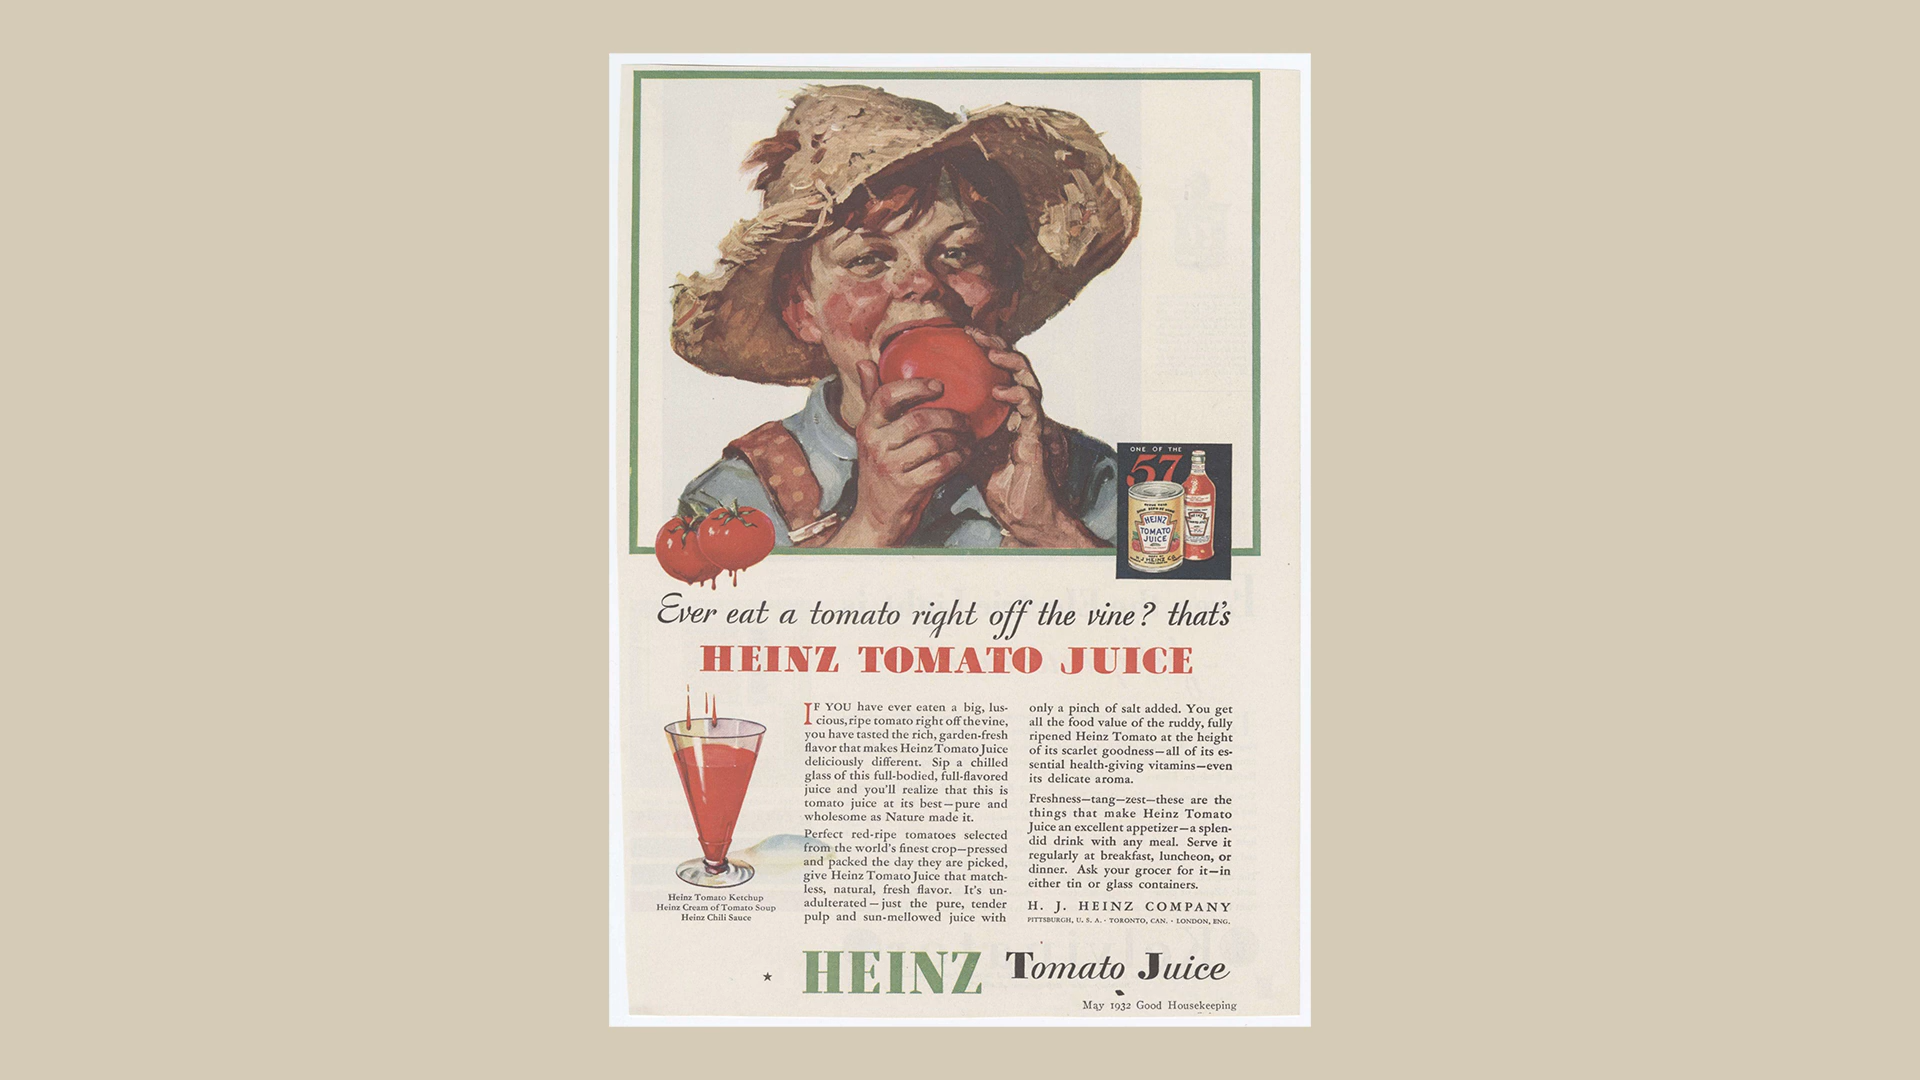 ONE OF THE
57
HEINZ
TOMATO
JUICE
H.J. HEINZ CO.
HEINZ
Ever eat a tomato right off the vine? that's
HEINZ TOMATO JUICE
IF YOU have ever eaten a big, lus-
cious, ripe tomato right off the vine,
you have tasted the rich, garden-fresh
flavor that makes Heinz Tomato Juice
deliciously different. Sip a chilled
glass of this full-bodied, full-flavored
juice and you'll realize that this is
tomato juice at its best—pure and
wholesome as Nature made it.
Perfect red-ripe tomatoes selected
from the world's finest crop—pressed
and packed the day they are picked,
give Heinz Tomato Juice that match-
less, natural, fresh flavor. It's un-
adulterated—just the pure, tender
pulp and sun-mellowed juice with
only a pinch of salt added. You get
all the food value of the ruddy, fully
ripened Heinz Tomato at the height
of its scarlet goodness—all of its es-
sential health-giving vitamins—even
its delicate aroma.
Freshness—tang—zest—these are the
things that make Heinz Tomato
Juice an excellent appetizer—a splen-
did drink with any meal. Serve it
regularly at breakfast, luncheon, or
dinner. Ask your grocer for it—in
either tin or glass containers.
H. J. HEINZ COMPANY
PITTSBURGH, U. S. A. · TORONTO, CAN. · LONDON, ENG.
Heinz Tomato Ketchup
Heinz Cream of Tomato Soup
Heinz Chili Sauce
HEINZ Tomato Juice
May 1932 Good Housekeeping